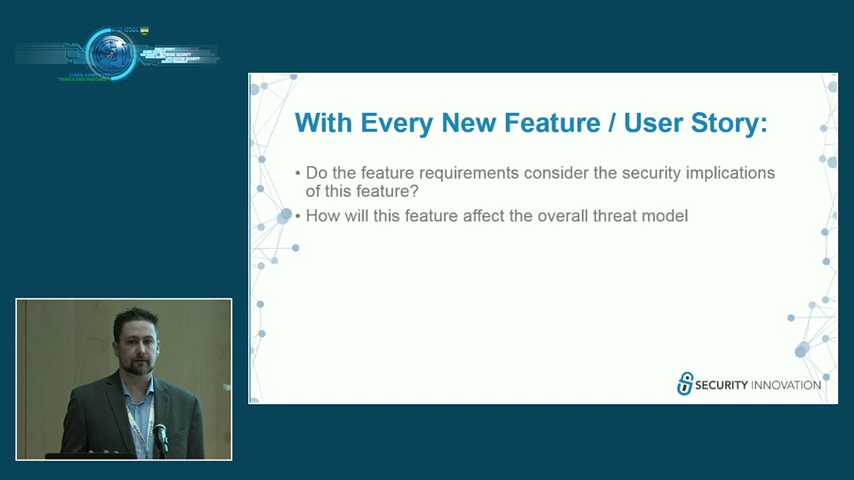 With Every New Feature / User Story:
• Do the feature requirements consider the security implications
of this feature?
• How will this feature affect the overall threat model
SECURITY INNOVATION